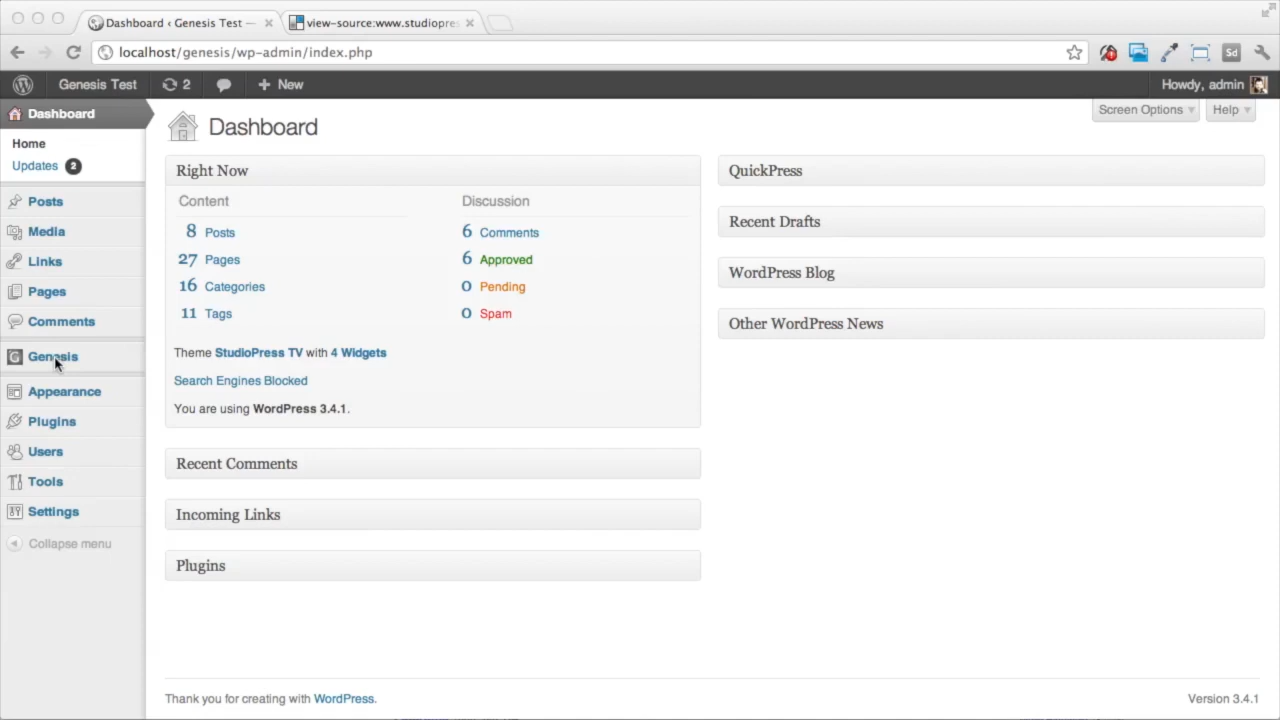 Dashboard ‹ Genesis Test —
view-source:www.studiopres
localhost/genesis/wp-admin/index.php
Sd
Genesis Test
2
+ New
Howdy, admin
Dashboard
Home
Updates 2
Posts
Media
Links
Pages
Comments
Genesis
Appearance
Plugins
Users
Tools
Settings
Collapse menu
Screen Options
Help
Dashboard
Right Now
Content
8 Posts
27 Pages
16 Categories
11 Tags
Discussion
6 Comments
6 Approved
0 Pending
0 Spam
Theme StudioPress TV with 4 Widgets
Search Engines Blocked
You are using WordPress 3.4.1.
Recent Comments
Incoming Links
Plugins
QuickPress
Recent Drafts
WordPress Blog
Other WordPress News
Thank you for creating with WordPress.
Version 3.4.1